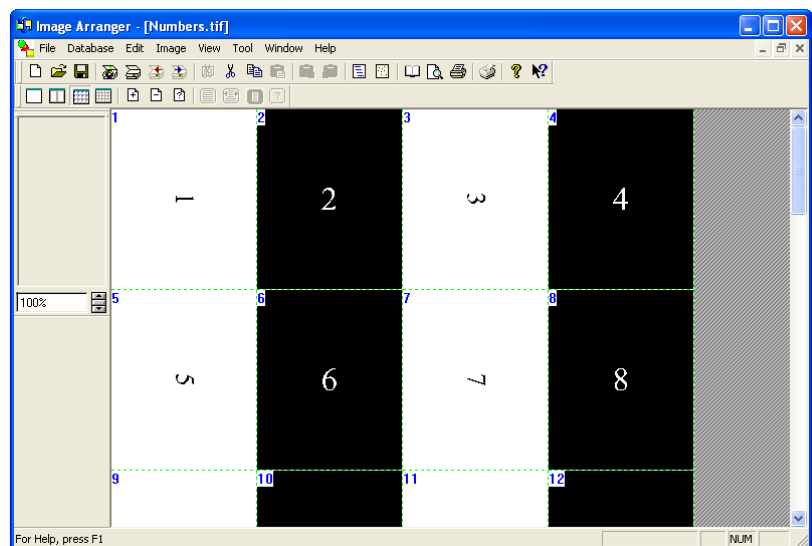 Image Arranger - [Numbers.tif]
File Database Edit Image View Tool Window Help
1 2 3 4
1 2 3 4
100%
5 6 7 8
5 6 7 8
9 10 11 12
For Help, press F1
NUM